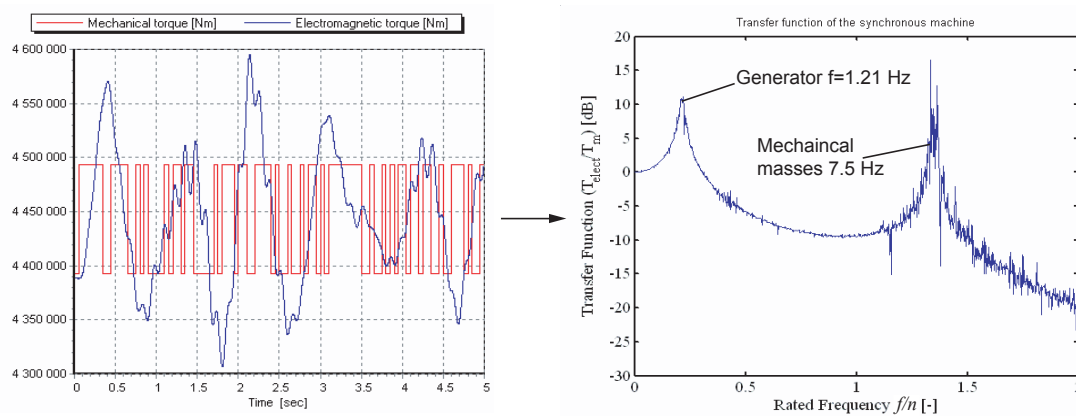 Mechanical torque [Nm] Electromagnetic torque [Nm]
4 600 000
4 550 000
4 500 000
4 450 000
4 400 000
4 350 000
4 300 000
0 0.5 1 1.5 2 2.5 3 3.5 4 4.5 5
Time [sec]
Transfer function of the synchronous machine
Transfer Function (T_elect/T_m) [dB]
20
15
10
5
0
-5
-10
-15
-20
-25
-30
Generator f=1.21 Hz
Mechaincal
masses 7.5 Hz
0 0.5 1 1.5 2
Rated Frequency f/n [-]